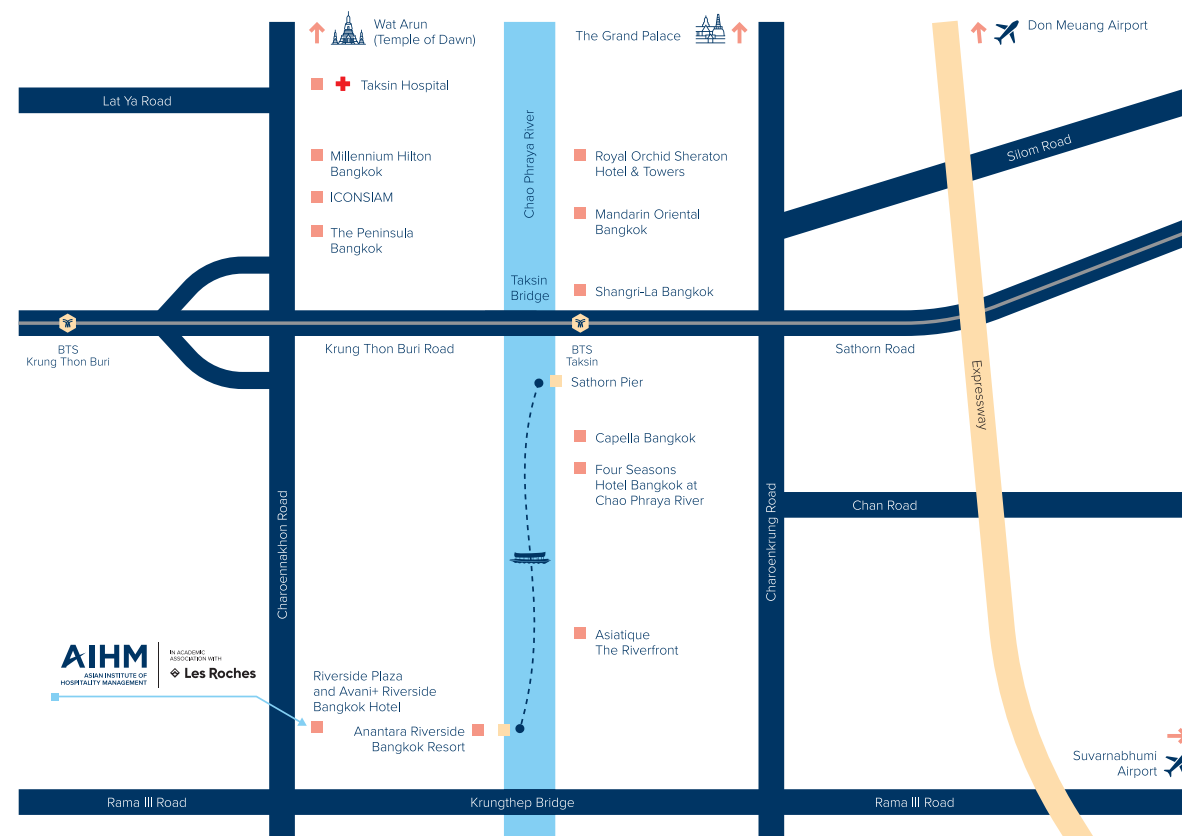 Wat Arun
(Temple of Dawn)
The Grand Palace
Don Meuang Airport
Taksin Hospital
Lat Ya Road
Chao Phraya River
Silom Road
Millennium Hilton
Bangkok
Royal Orchid Sheraton
Hotel & Towers
ICONSIAM
Mandarin Oriental
Bangkok
The Peninsula
Bangkok
Taksin
Bridge
Shangri-La Bangkok
BTS
Krung Thon Buri
Krung Thon Buri Road
BTS
Taksin
Sathorn Road
Sathorn Pier
Expressway
Capella Bangkok
Four Seasons
Hotel Bangkok at
Chao Phraya River
Chan Road
Charoennakhon Road
Charoenkrung Road
Asiatique
The Riverfront
AIHM
ASIAN INSTITUTE OF
HOSPITALITY MANAGEMENT
IN ACADEMIC
ASSOCIATION WITH
Les Roches
Riverside Plaza
and Avani+ Riverside
Bangkok Hotel
Anantara Riverside
Bangkok Resort
Suvarnabhumi
Airport
Rama III Road
Krungthep Bridge
Rama III Road